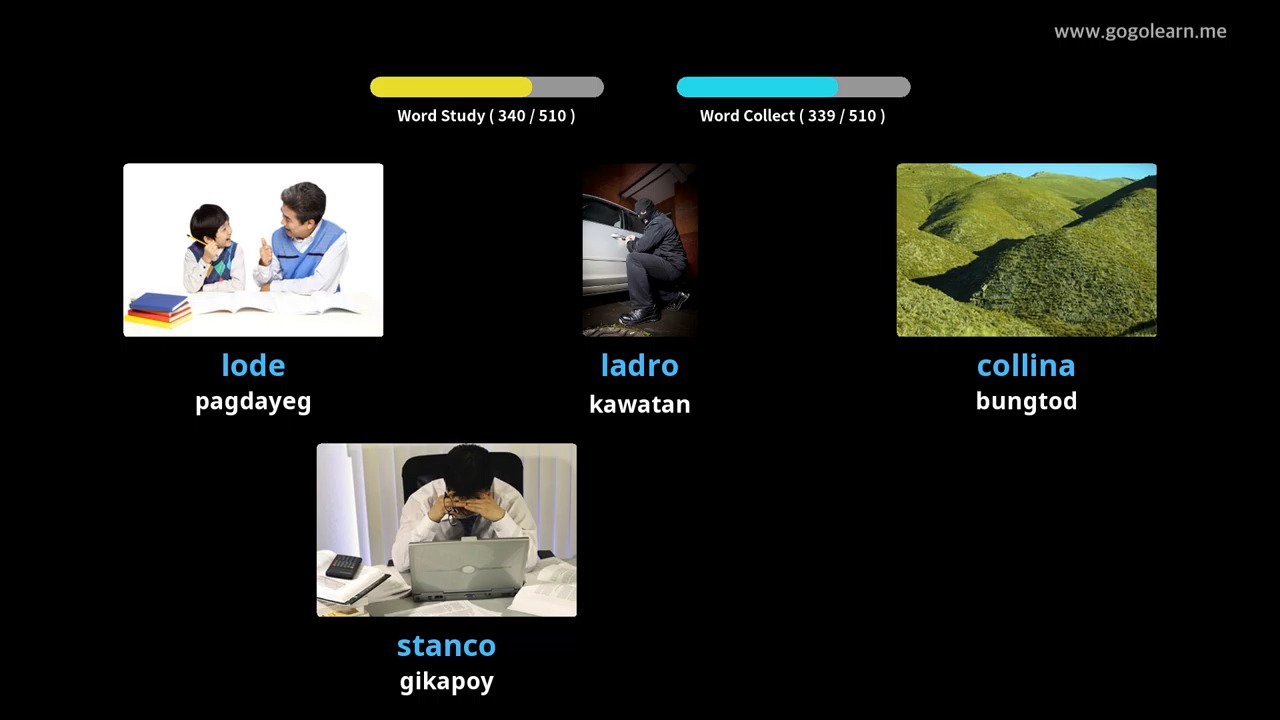 www.gogolearn.me
Word Study ( 340 / 510 )
Word Collect ( 339 / 510 )
lode
pagdayeg
ladro
kawatan
collina
bungtod
stanco
gikapoy